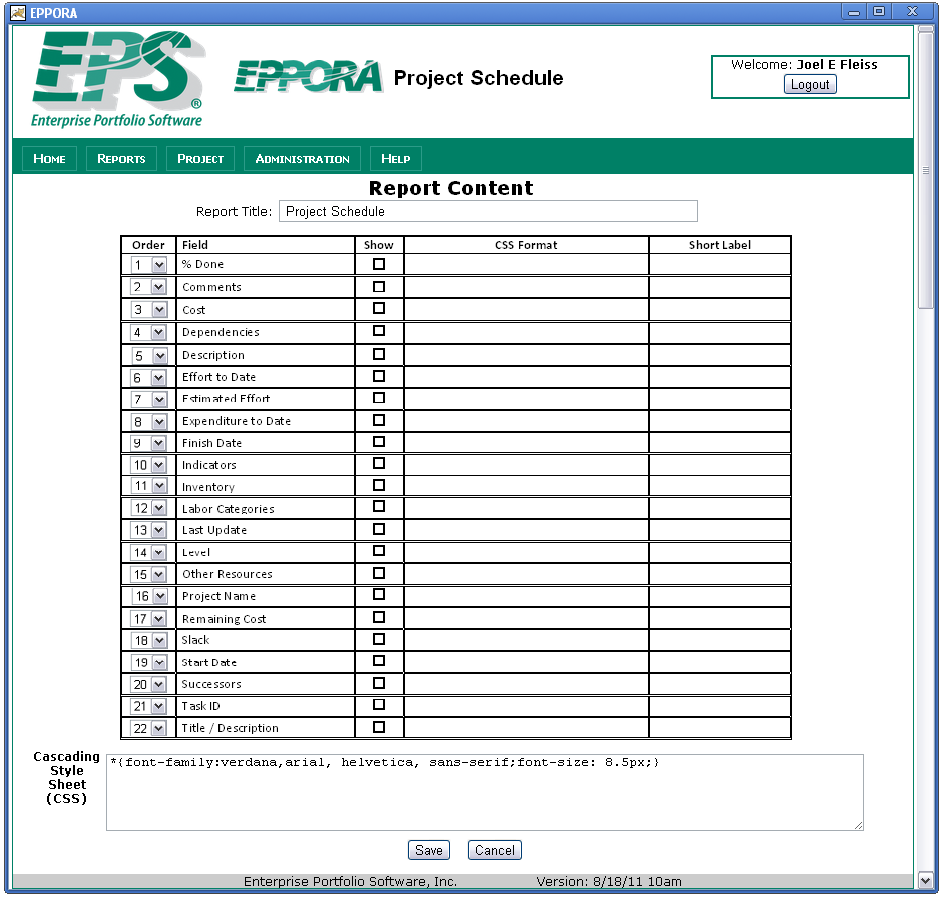 EPPORA
EPS®
Enterprise Portfolio Software
EPPORA Project Schedule
Welcome: Joel E Fleiss
Logout
HOME REPORTS PROJECT ADMINISTRATION HELP
Report Content
Report Title: Project Schedule
Order Field Show CSS Format Short Label
1 % Done
2 Comments
3 Cost
4 Dependencies
5 Description
6 Effort to Date
7 Estimated Effort
8 Expenditure to Date
9 Finish Date
10 Indicators
11 Inventory
12 Labor Categories
13 Last Update
14 Level
15 Other Resources
16 Project Name
17 Remaining Cost
18 Slack
19 Start Date
20 Successors
21 Task ID
22 Title / Description
Cascading
Style
Sheet
(CSS)
*{font-family:verdana,arial, helvetica, sans-serif;font-size: 8.5px;}
Save Cancel
Enterprise Portfolio Software, Inc. Version: 8/18/11 10am